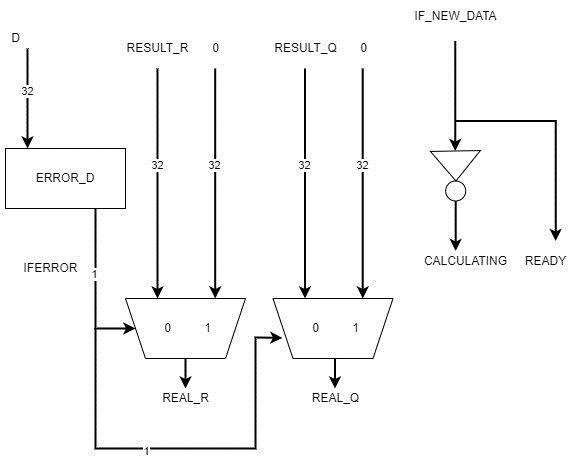 IF_NEW_DATA
D
RESULT_R 0 RESULT_Q 0
32
32 32 32 32
ERROR_D
IFERROR
1
CALCULATING READY
0 1 0 1
REAL_R REAL_Q
1